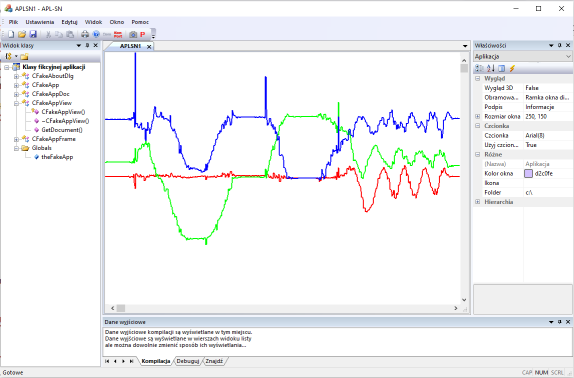 APLSN1 - APL-SN
Plik Ustawienia Edytuj Widok Okno Pomoc
Widok klasy
Klasy fikcyjnej aplikacji
CFakeAboutDlg
CFakeApp
CFakeAppDoc
CFakeAppView
CFakeAppView()
~CFakeAppView()
GetDocument()
CFakeAppFrame
Globals
theFakeApp
APLSN1
Właściwości
Aplikacja
Wygląd
Wygląd 3D False
Obramowa... Ramka okna di...
Podpis Informacje
Rozmiar okna 250, 150
Czcionka
Czcionka Arial(8)
Użyj czcion... True
Różne
(Nazwa) Aplikacja
Kolor okna d2c0fe
Ikona
Folder c:\
Hierarchia
Dane wyjściowe
Dane wyjściowe kompilacji są wyświetlane w tym miejscu.
Dane wyjściowe są wyświetlane w wierszach widoku listy
ale można dowolnie zmienić sposób ich wyświetlania...
Kompilacja Debuguj Znajdź
Gotowe
CAP NUM SCRL